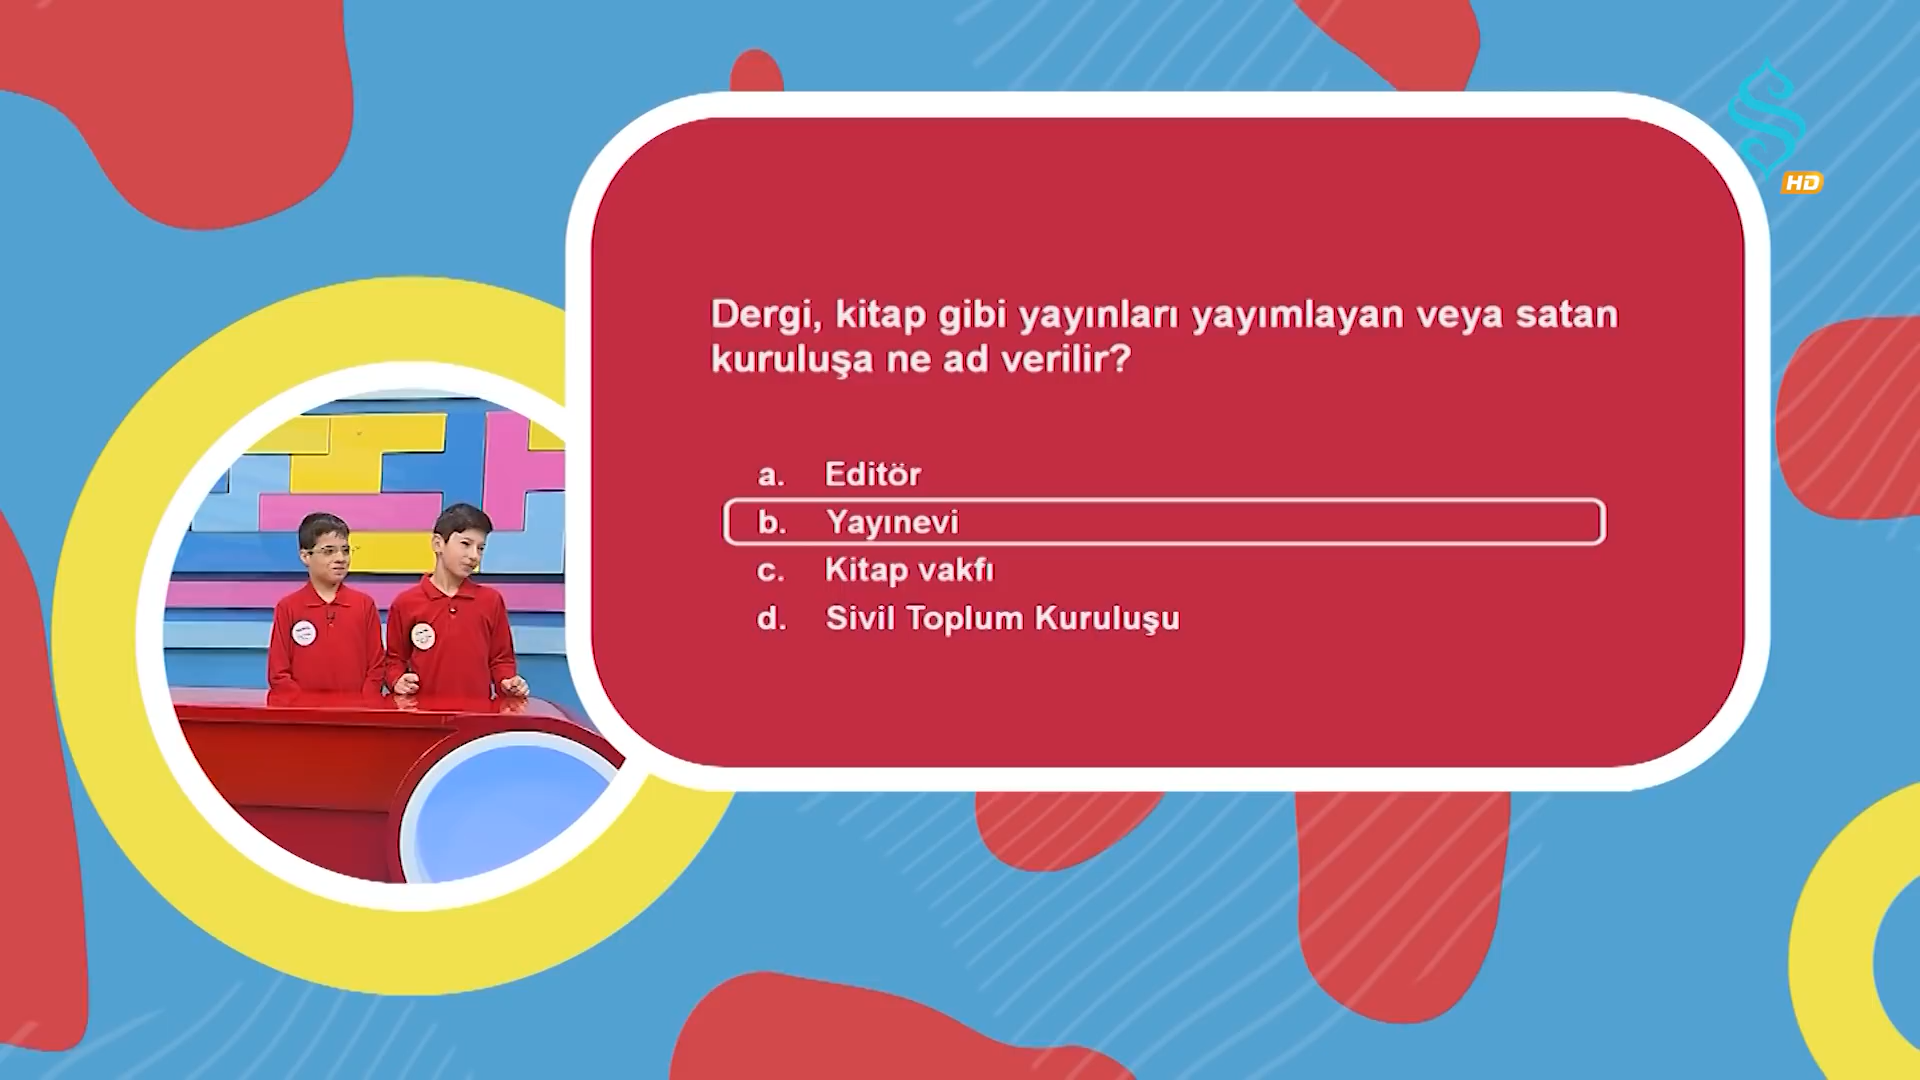 HD
Dergi, kitap gibi yayınları yayımlayan veya satan
kuruluşa ne ad verilir?
a. Editör
b. Yayınevi
c. Kitap vakfı
d. Sivil Toplum Kuruluşu